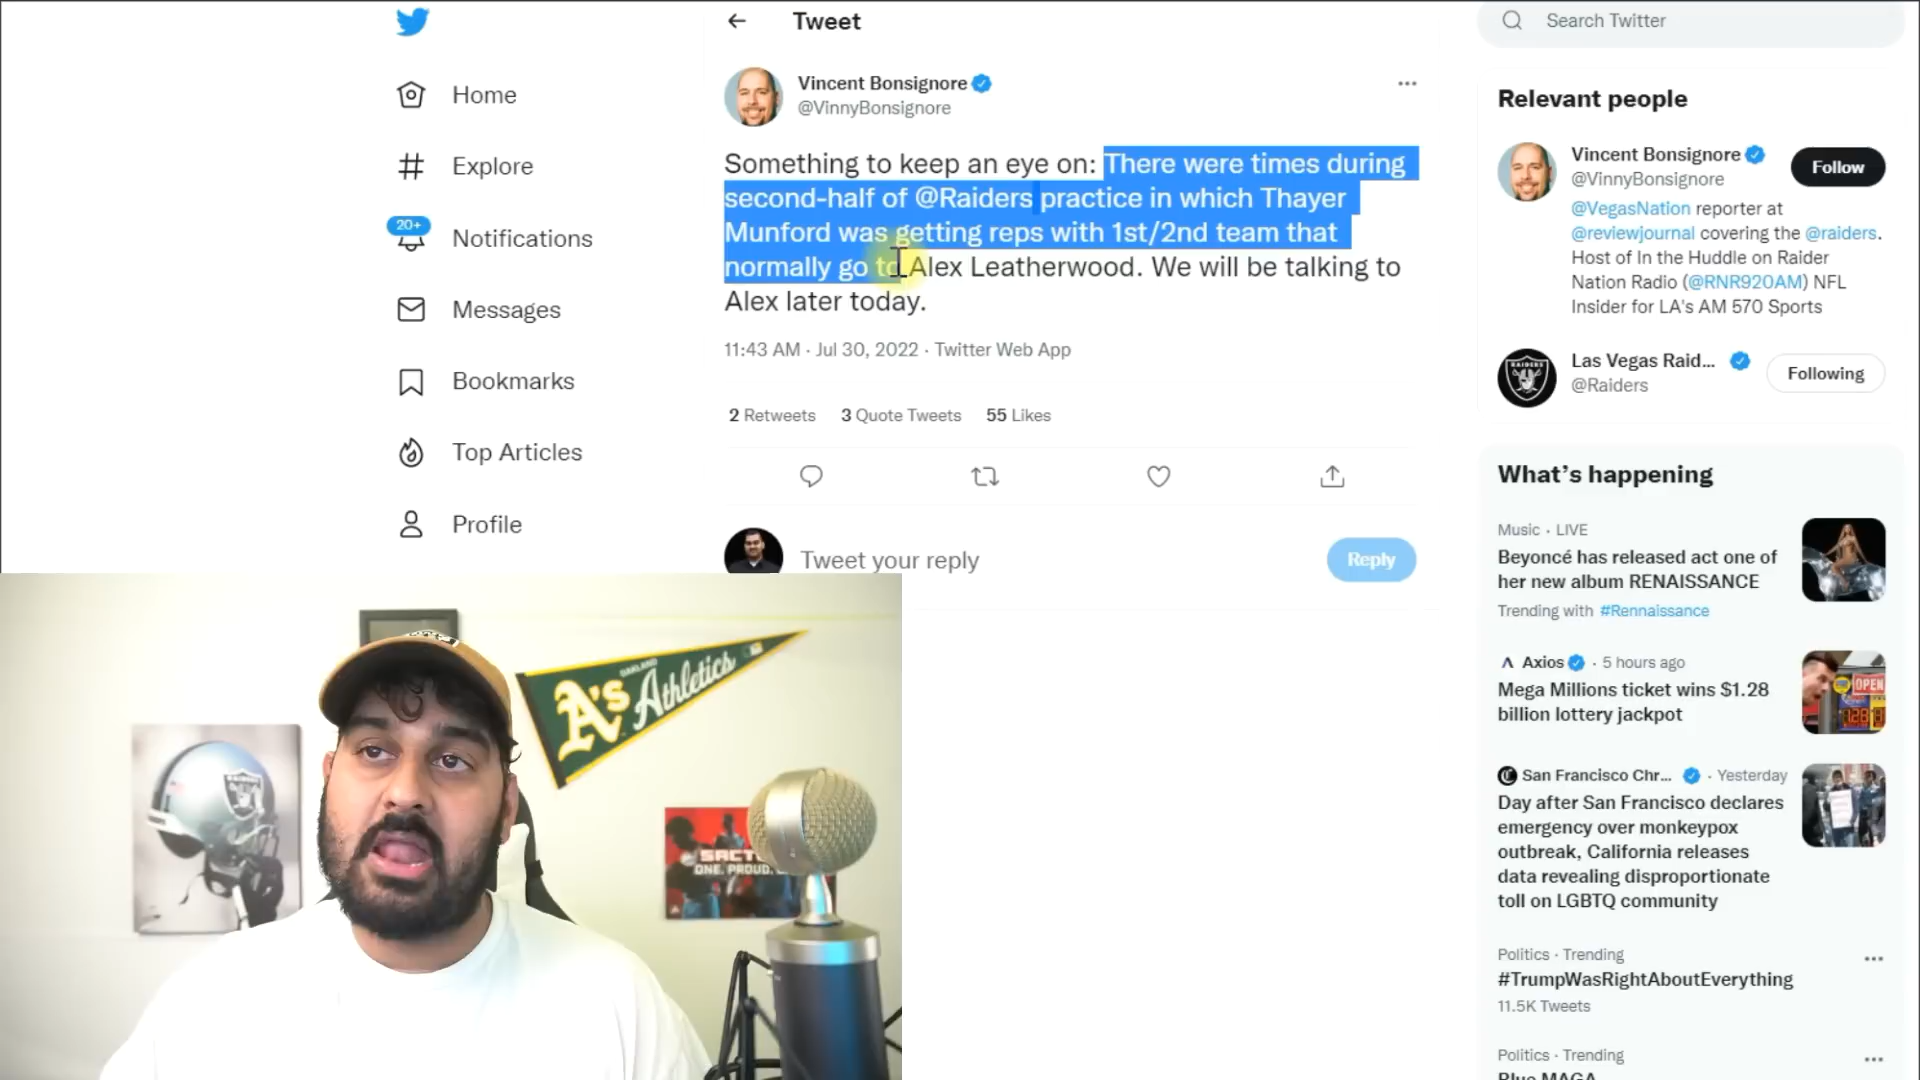 Home
Explore
20+
Notifications
Messages
Bookmarks
Top Articles
Profile
Tweet
Vincent Bonsignore
@VinnyBonsignore
Something to keep an eye on: There were times during
second-half of @Raiders practice in which Thayer
Munford was getting reps with 1st/2nd team that
normally go to Alex Leatherwood. We will be talking to
Alex later today.
11:43 AM · Jul 30, 2022 · Twitter Web App
2 Retweets 3 Quote Tweets 55 Likes
Tweet your reply
Reply
Search Twitter
Relevant people
Vincent Bonsignore
@VinnyBonsignore
Follow
@VegasNation reporter at
@reviewjournal covering the @raiders.
Host of In the Huddle on Raider
Nation Radio (@RNR920AM) NFL
Insider for LA's AM 570 Sports
Las Vegas Raid...
@Raiders
Following
What's happening
Music · LIVE
Beyoncé has released act one of
her new album RENAISSANCE
Trending with #Rennaissance
Axios · 5 hours ago
Mega Millions ticket wins $1.28
billion lottery jackpot
OPEN
San Francisco Chr... · Yesterday
Day after San Francisco declares
emergency over monkeypox
outbreak, California releases
data revealing disproportionate
toll on LGBTQ community
Politics · Trending
#TrumpWasRightAboutEverything
11.5K Tweets
Politics · Trending
Blue MAGA
OAKLAND
A's Athletics
RAIDERS
SACT
ONE. PROUD.